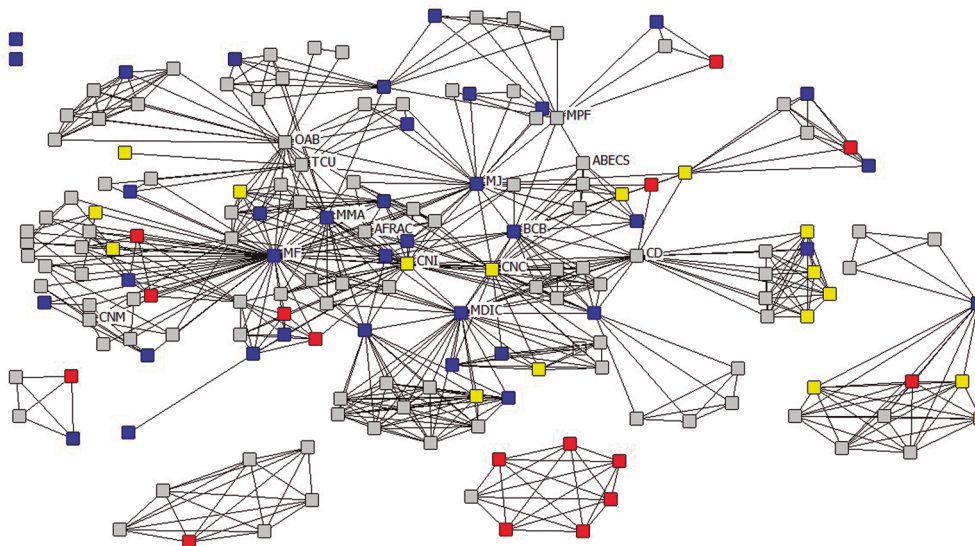 MPF
OAB
TCU
ABECS
MJ
MMA
AFRAC
BCB
MF
CNI
CNC
CD
MDIC
CNM